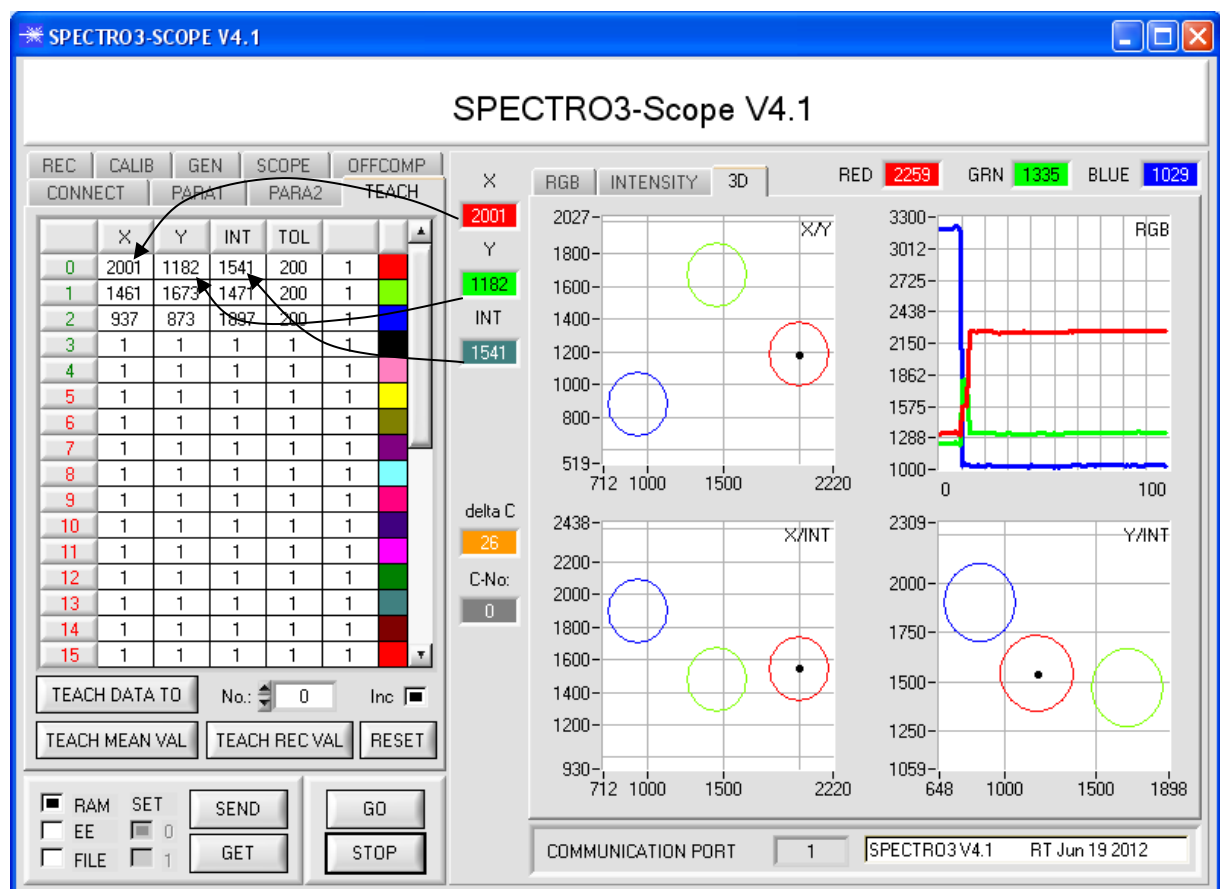 SPECTRO3-SCOPE V4.1
SPECTRO3-Scope V4.1
REC CALIB GEN SCOPE OFFCOMP
CONNECT PARA1 PARA2 TEACH
X Y INT TOL
0 2001 1182 1541 200 1
1 1461 1673 1471 200 1
2 937 873 1897 200 1
3 1 1 1 1 1
4 1 1 1 1 1
5 1 1 1 1 1
6 1 1 1 1 1
7 1 1 1 1 1
8 1 1 1 1 1
9 1 1 1 1 1
10 1 1 1 1 1
11 1 1 1 1 1
12 1 1 1 1 1
13 1 1 1 1 1
14 1 1 1 1 1
15 1 1 1 1 1
TEACH DATA TO No.: 0 Inc
TEACH MEAN VAL TEACH REC VAL RESET
RAM SET SEND GO
EE 0
FILE 1 GET STOP
X
2001
Y
1182
INT
1541
delta C
26
C-No:
0
RGB INTENSITY 3D
RED 2259 GRN 1335 BLUE 1029
X/Y
2027
1800
1600
1400
1200
1000
800
519
712 1000 1500 2220
RGB
3300
3012
2725
2438
2150
1862
1575
1288
1000
0 100
X/INT
2438
2200
2000
1800
1600
1400
1200
930
712 1000 1500 2220
Y/INT
2309
2000
1750
1500
1250
1059
648 1000 1500 1898
COMMUNICATION PORT 1 SPECTRO3 V4.1 RT Jun 19 2012